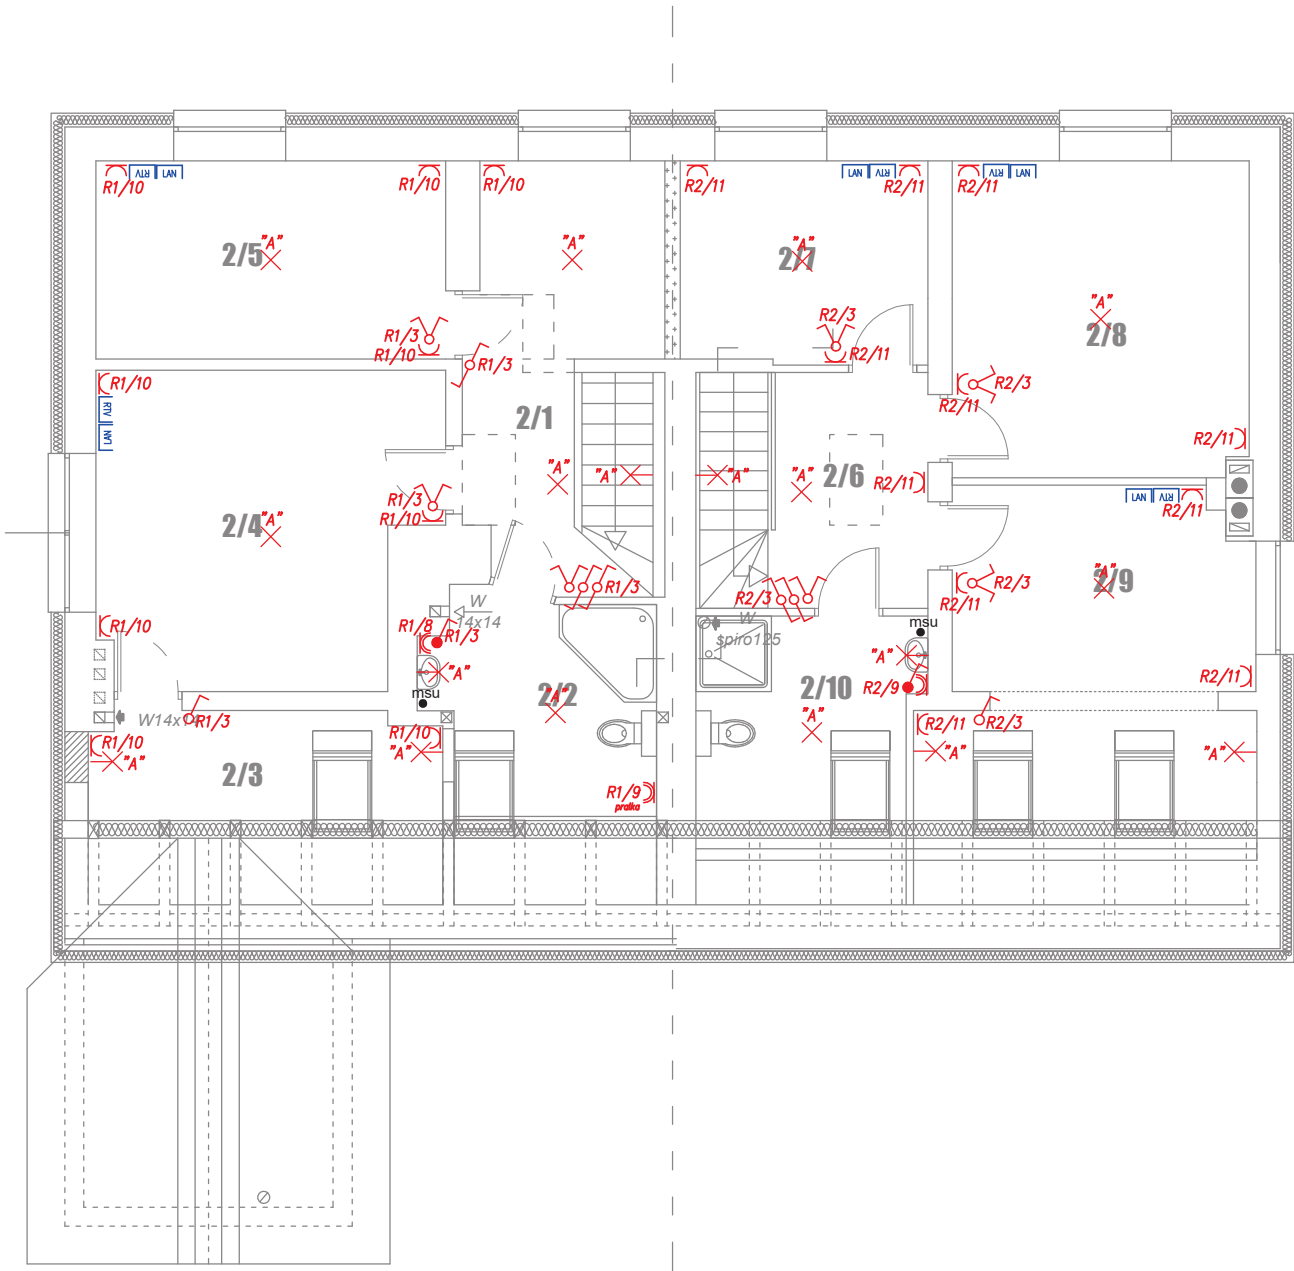 RTV LAN LAN RTV RTV LAN
R1/10 R1/10 R1/10 R2/11 R2/11 R2/11
2/5 "A" "A" 2/7 "A"
"A"
2/8
R1/3 R2/3
R1/10 R1/3 R2/11
R1/10 R2/3
R2/11
RTV
LAN
2/1
R2/11
"A" "A" "A" "A" 2/6 R2/11
LAN RTV
R1/3 R2/11
R1/10
2/4 "A"
R1/3 R2/3 R2/3 2/9 "A"
R2/11
W
14x14
W
spiro125
R1/10 R1/8 R1/3 msu
"A" "A"
msu 2/2 "A" 2/10 R2/9 R2/11
W14x14 R1/3 R2/11 R2/3
R1/10 R1/10 "A"
"A" "A" "A" "A"
2/3
R1/9
pralka